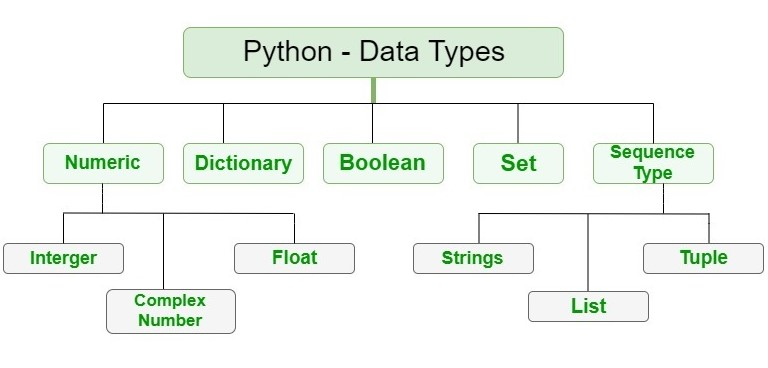 Python - Data Types
Numeric
Dictionary
Boolean
Set
Sequence
Type
Interger
Float
Strings
Tuple
Complex
Number
List